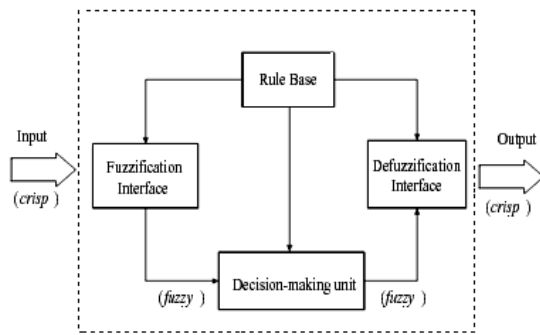 Rule Base
Input
(crisp )
Fuzzification
Interface
Defuzzification
Interface
Output
(crisp )
(fuzzy )
Decision-making unit
(fuzzy )